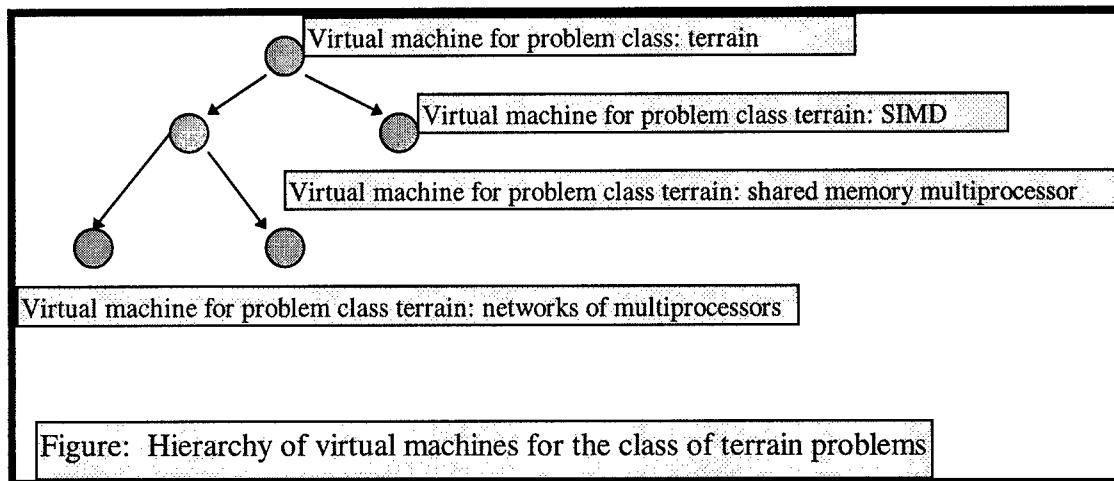 Virtual machine for problem class: terrain
Virtual machine for problem class terrain: SIMD
Virtual machine for problem class terrain: shared memory multiprocessor
Virtual machine for problem class terrain: networks of multiprocessors
Figure: Hierarchy of virtual machines for the class of terrain problems